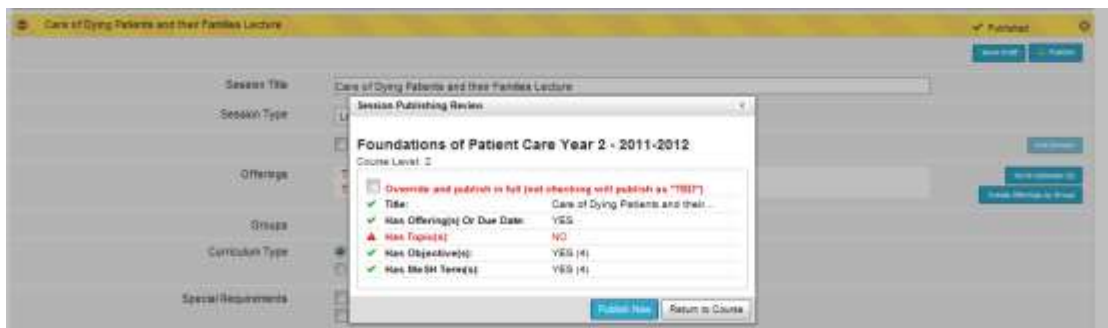 Care of Dying Patients and their Families Lecture
Published
Save Draft Publish
Session Title
Care of Dying Patients and their Families Lecture
Session Publishing Review
Session Type
Foundations of Patient Care Year 2 - 2011-2012
Course Level: 2
Offerings
Override and publish in full (not checking will publish as "TBD")
Title: Care of Dying Patients and their ...
Has Offering(s) Or Due Date: YES
Groups
Has Topic(s): NO
Curriculum Type
Has Objective(s): YES (4)
Has MeSH Term(s): YES (4)
Special Requirements
Publish Now Return to Course